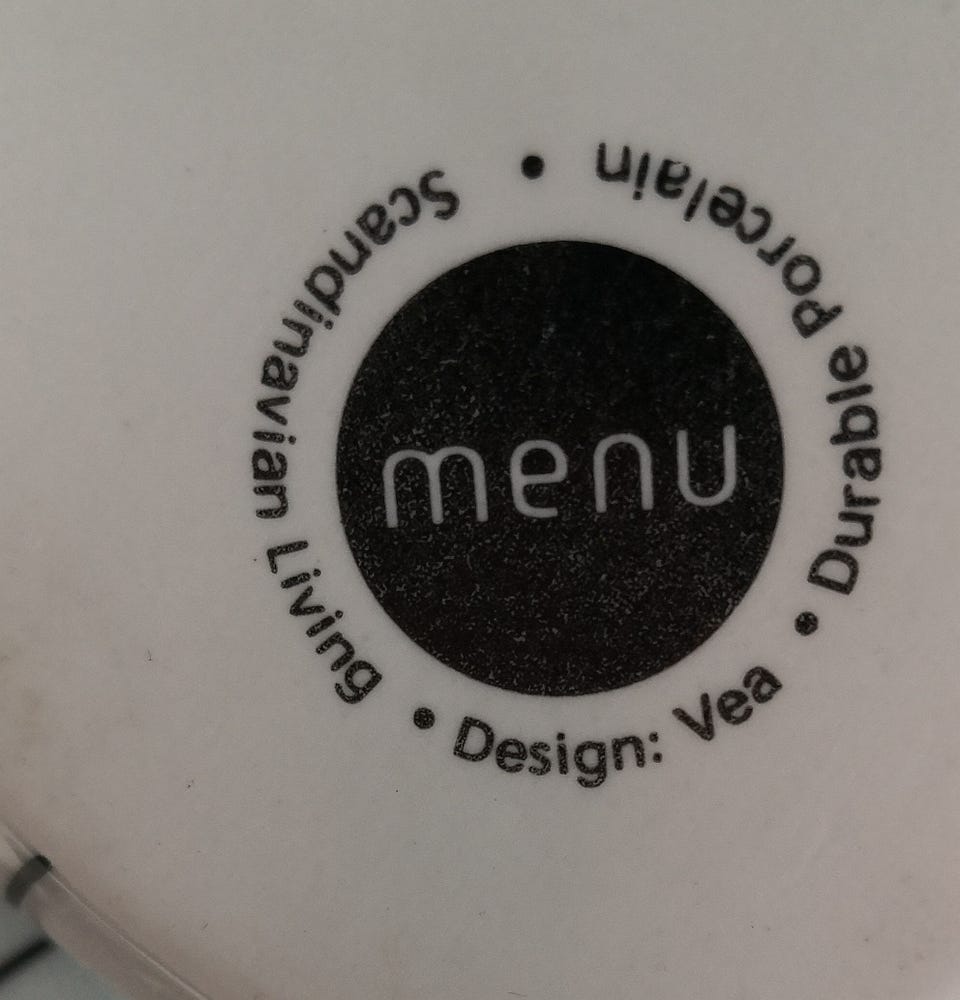 menu
Scandinavian Living • Design: Vea • Durable Porcelain •